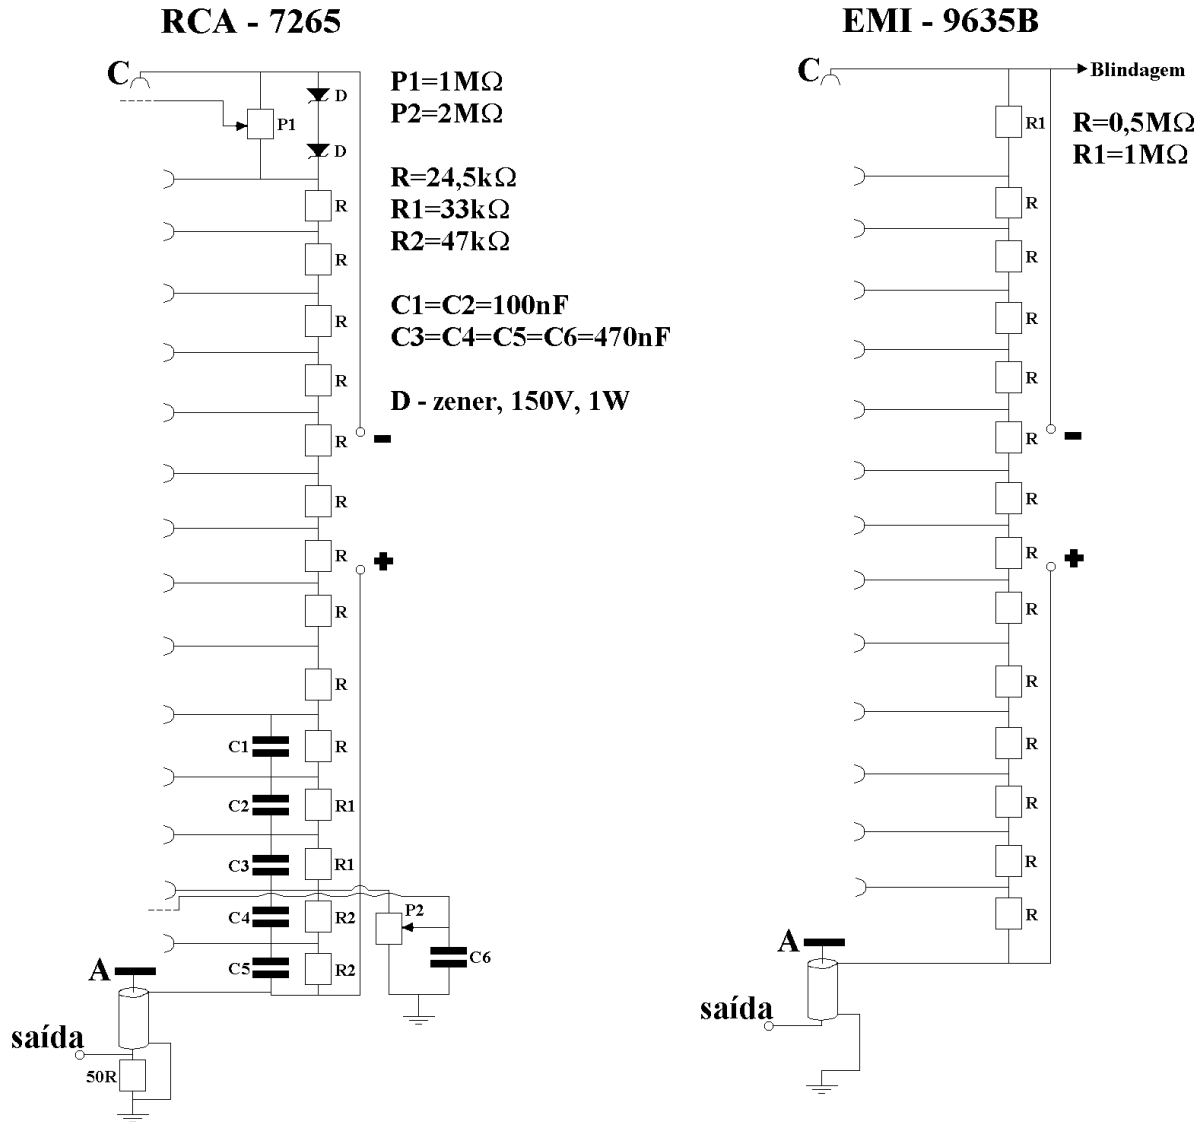 RCA - 7265
C
D
P1
D
R
R
R
R
R
R
R
R
R
C1
R
C2
R1
C3
R1
C4
R2
P2
C5
R2
C6
A
saída
50R
P1=1MΩ
P2=2MΩ
R=24,5kΩ
R1=33kΩ
R2=47kΩ
C1=C2=100nF
C3=C4=C5=C6=470nF
D - zener, 150V, 1W
-
+
EMI - 9635B
C
Blindagem
R1
R=0,5MΩ
R1=1MΩ
R
R
R
R
R
-
R
R
+
R
R
R
R
R
R
A
saída